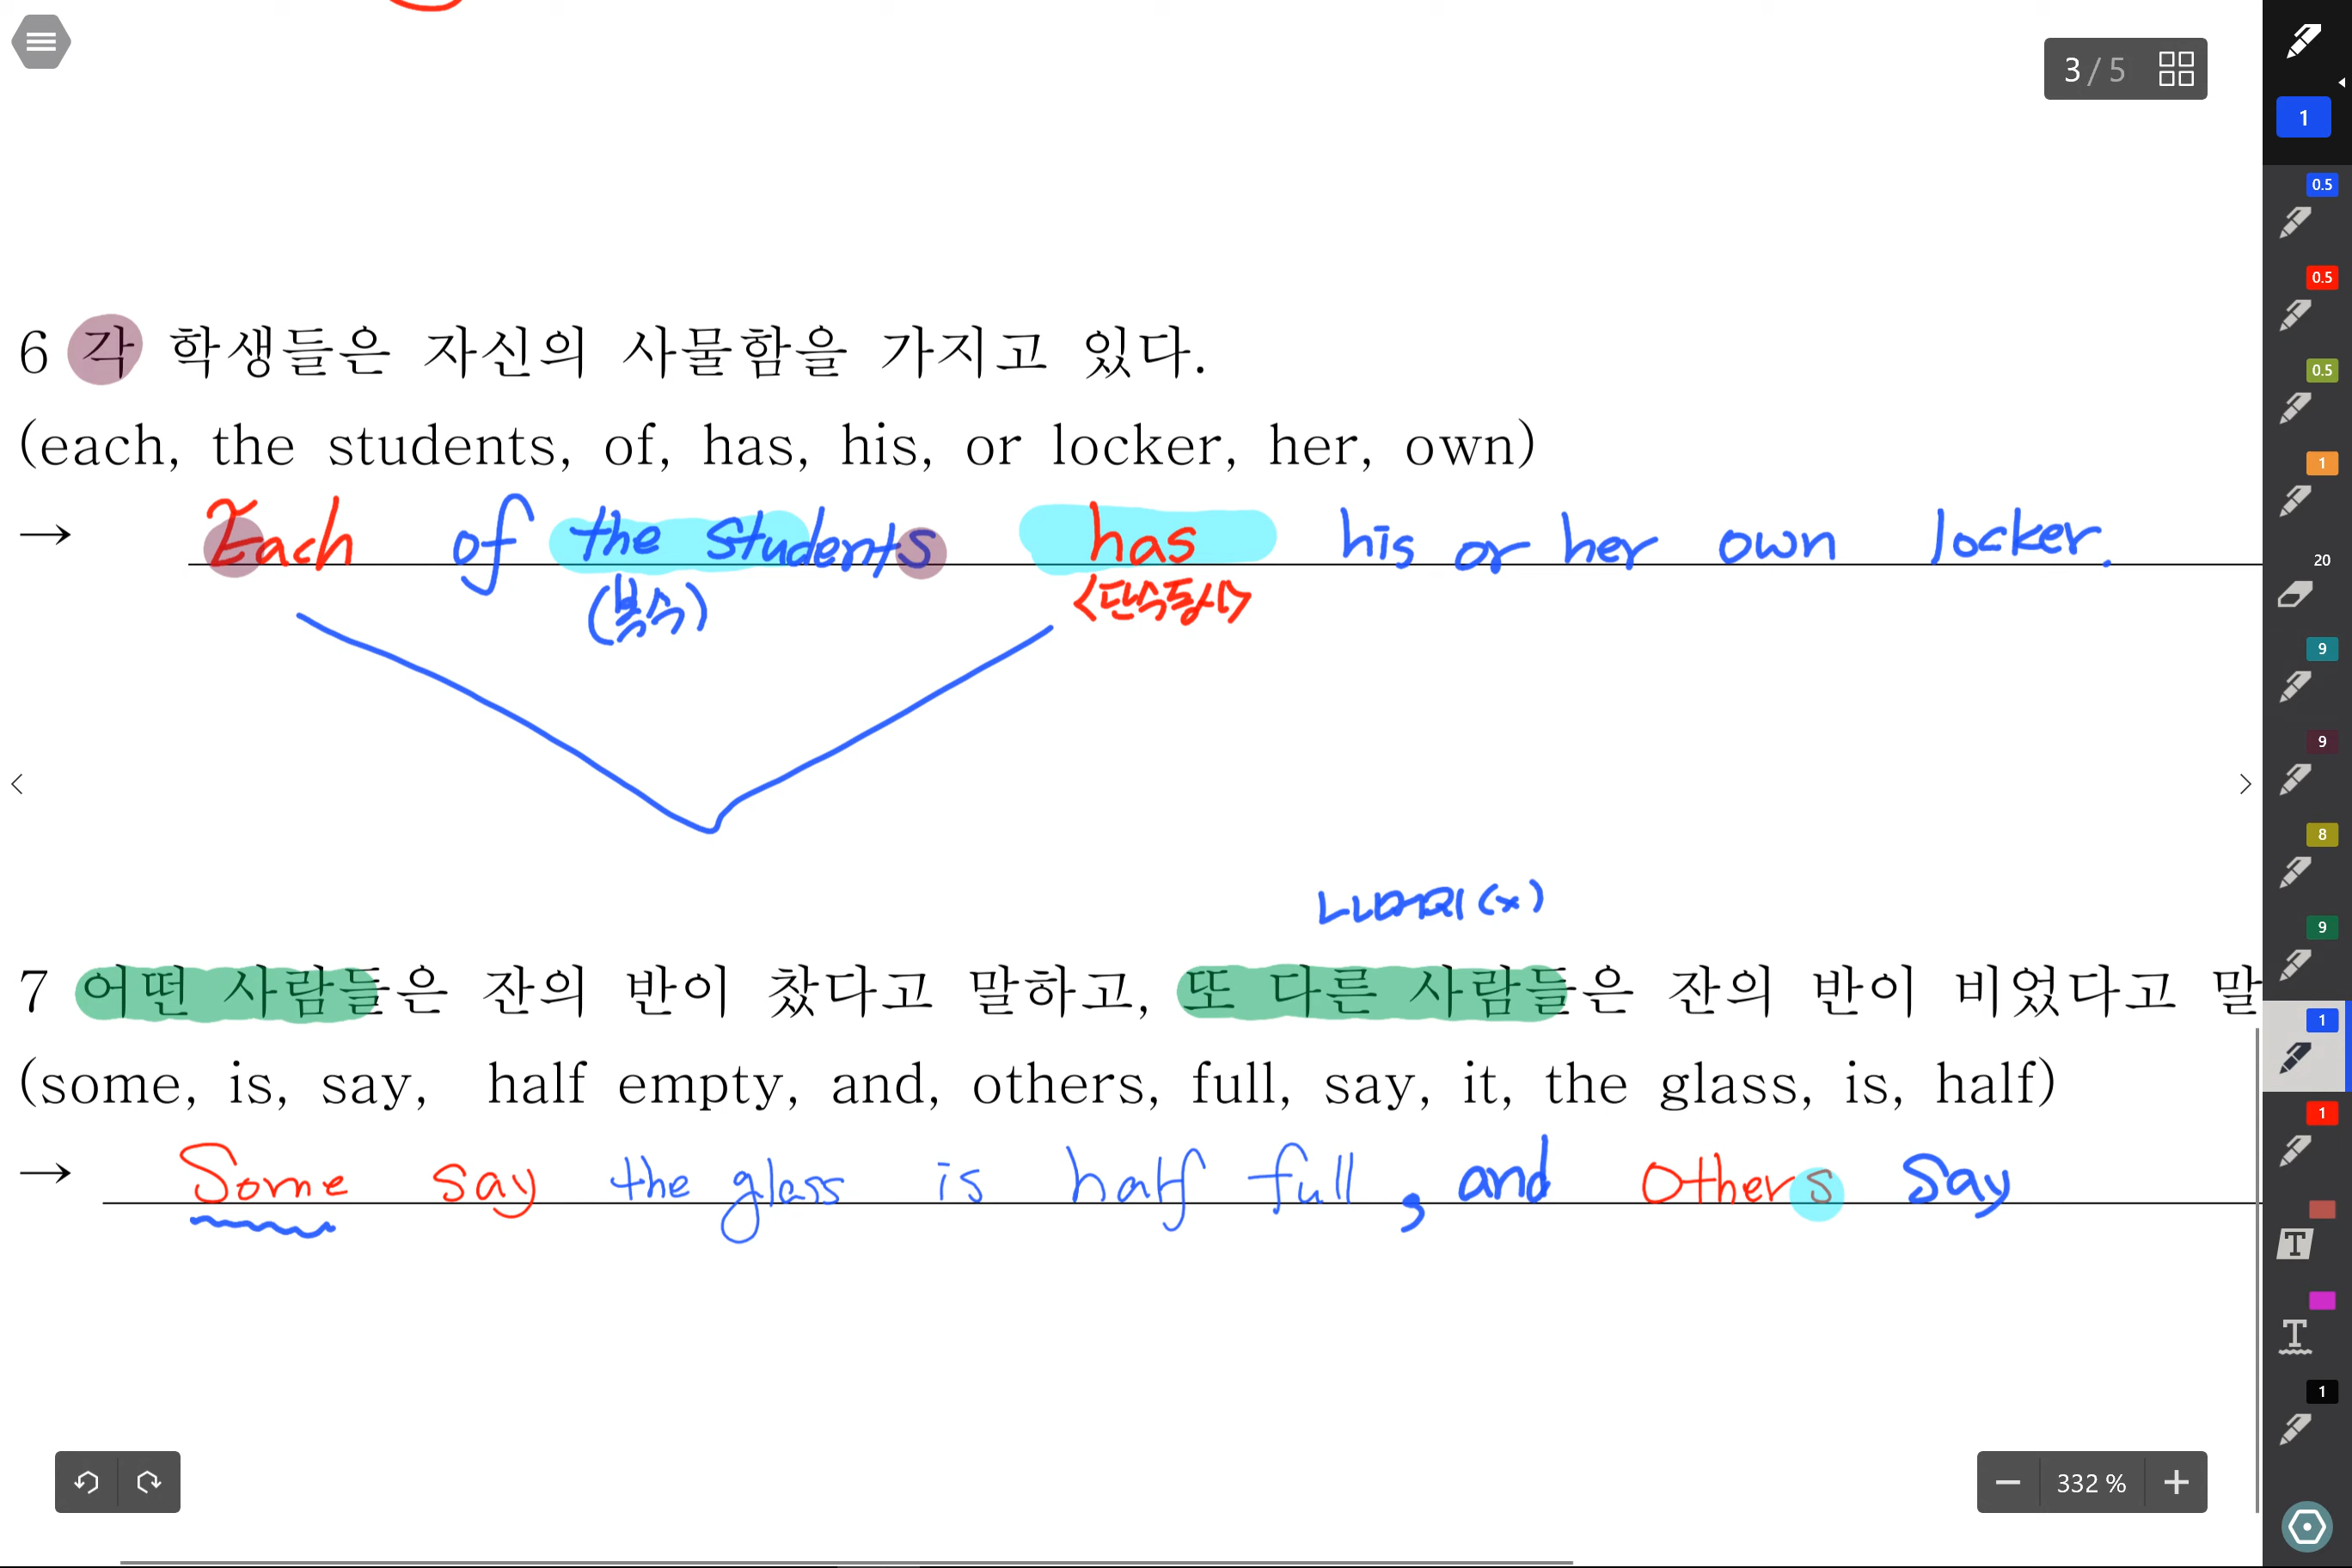 3 / 5
1
0.5
0.5
0.5
1
20
9
9
8
9
1
1
1
6 각 학생들은 자신의 사물함을 가지고 있다.
(each, the students, of, has, his, or locker, her, own)
→ Each of the students has his or her own locker.
(복수) <단수동사>
나머지(x)
7 어떤 사람들은 잔의 반이 찼다고 말하고, 또 다른 사람들은 잔의 반이 비었다고 말
(some, is, say, half empty, and, others, full, say, it, the glass, is, half)
→ Some say the glass is half full, and others say
332 %